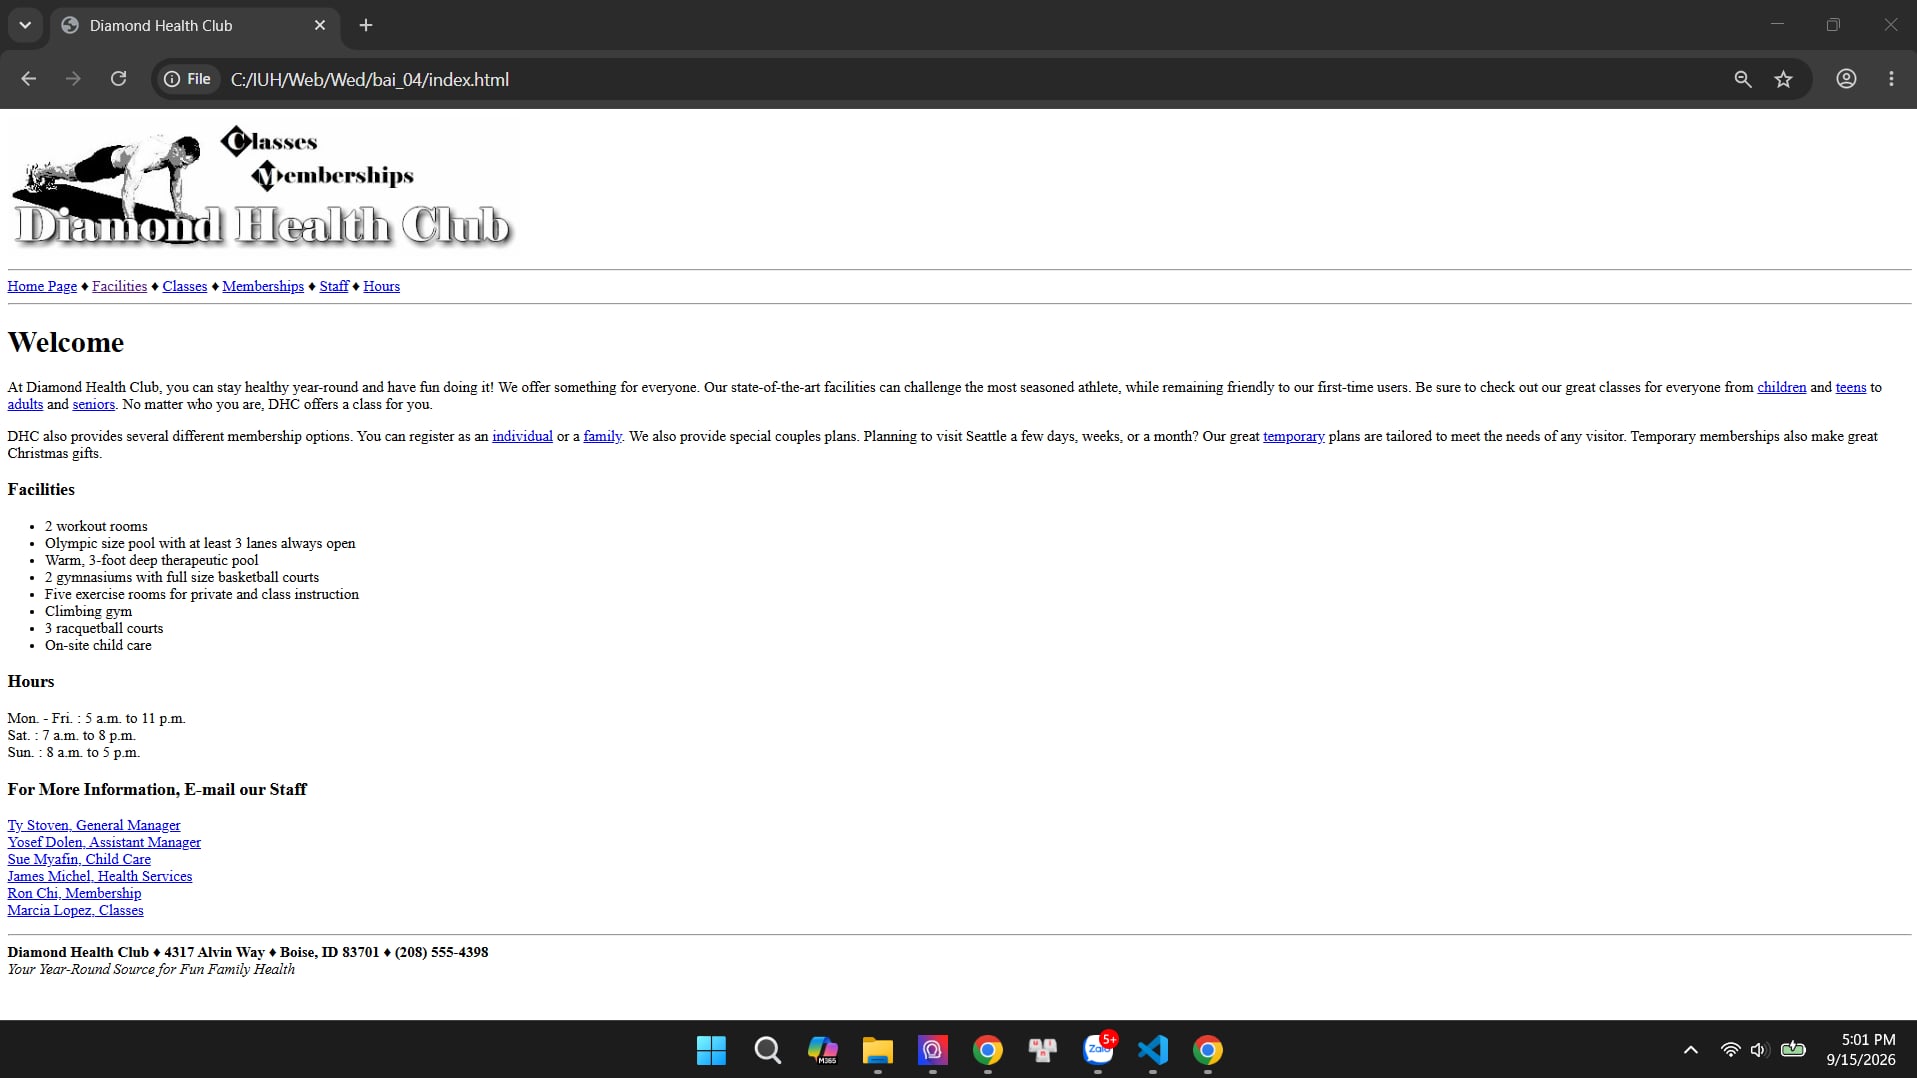 Diamond Health Club
File
C:/IUH/Web/Wed/bai_04/index.html
Classes
Memberships
Diamond Health Club
Home Page ♦ Facilities ♦ Classes ♦ Memberships ♦ Staff ♦ Hours
Welcome
At Diamond Health Club, you can stay healthy year-round and have fun doing it! We offer something for everyone. Our state-of-the-art facilities can challenge the most seasoned athlete, while remaining friendly to our first-time users. Be sure to check out our great classes for everyone from children and teens to
adults and seniors. No matter who you are, DHC offers a class for you.
DHC also provides several different membership options. You can register as an individual or a family. We also provide special couples plans. Planning to visit Seattle a few days, weeks, or a month? Our great temporary plans are tailored to meet the needs of any visitor. Temporary memberships also make great
Christmas gifts.
Facilities
• 2 workout rooms
• Olympic size pool with at least 3 lanes always open
• Warm, 3-foot deep therapeutic pool
• 2 gymnasiums with full size basketball courts
• Five exercise rooms for private and class instruction
• Climbing gym
• 3 racquetball courts
• On-site child care
Hours
Mon. - Fri. : 5 a.m. to 11 p.m.
Sat. : 7 a.m. to 8 p.m.
Sun. : 8 a.m. to 5 p.m.
For More Information, E-mail our Staff
Ty Stoven, General Manager
Yosef Dolen, Assistant Manager
Sue Myafin, Child Care
James Michel, Health Services
Ron Chi, Membership
Marcia Lopez, Classes
Diamond Health Club ♦ 4317 Alvin Way ♦ Boise, ID 83701 ♦ (208) 555-4398
Your Year-Round Source for Fun Family Health
M365
Zalo
5+
5:01 PM
9/15/2026